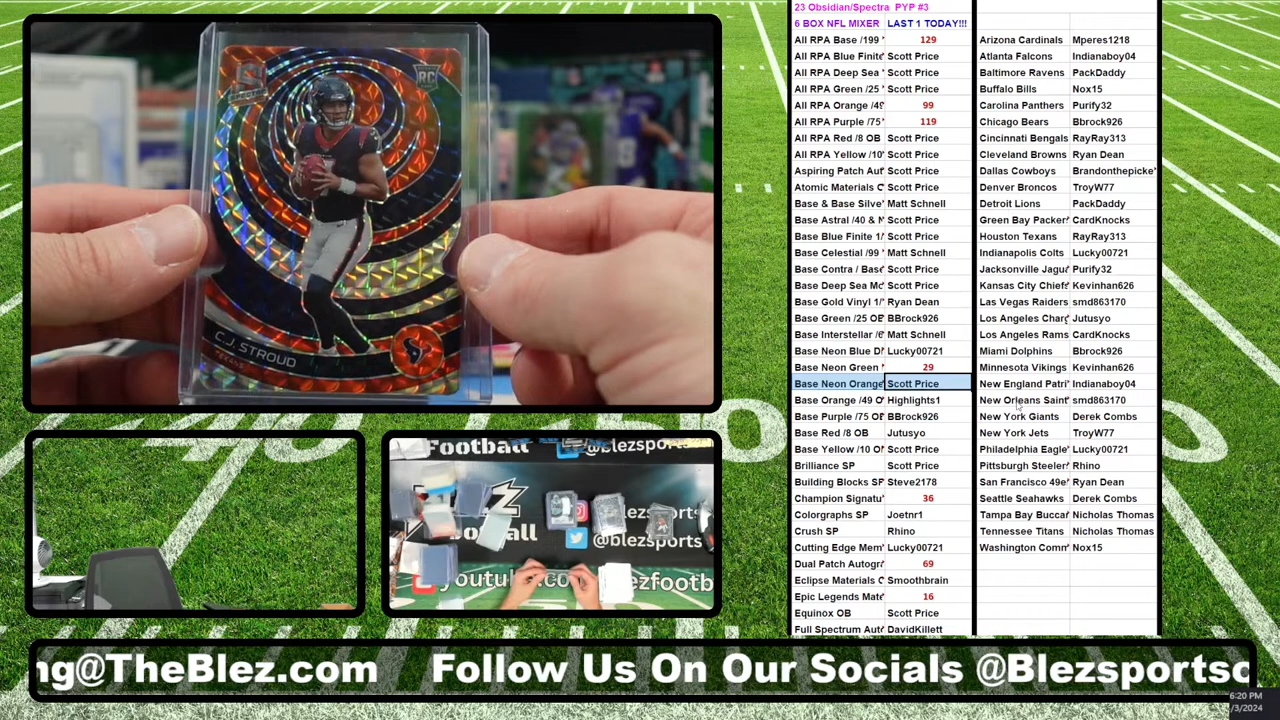 23 Obsidian/Spectra PYP #3
6 BOX NFL MIXER LAST 1 TODAY!!!
All RPA Base /199 129
All RPA Blue Finite Scott Price
All RPA Deep Sea Scott Price
All RPA Green /25 Scott Price
All RPA Orange /49 99
All RPA Purple /75 119
All RPA Red /8 OB Scott Price
All RPA Yellow /10 Scott Price
Aspiring Patch Aut Scott Price
Atomic Materials C Scott Price
Base & Base Silve Matt Schnell
Base Astral /40 & N Scott Price
Base Blue Finite 1/ Scott Price
Base Celestial /99 Matt Schnell
Base Contra / Base Scott Price
Base Deep Sea Mo Scott Price
Base Gold Vinyl 1/ Ryan Dean
Base Green /25 OB BBrock926
Base Interstellar /6 Matt Schnell
Base Neon Blue D Lucky00721
Base Neon Green 29
Base Neon Orange Scott Price
Base Orange /49 O Highlights1
Base Purple /75 OB BBrock926
Base Red /8 OB Jutusyo
Base Yellow /10 O Scott Price
Brilliance SP Scott Price
Building Blocks SP Steve2178
Champion Signatu 36
Colorgraphs SP Joetnr1
Crush SP Rhino
Cutting Edge Mem Lucky00721
Dual Patch Autogr 69
Eclipse Materials C Smoothbrain
Epic Legends Mate 16
Equinox OB Scott Price
Full Spectrum Aut DavidKillett
Arizona Cardinals Mperes1218
Atlanta Falcons Indianaboy04
Baltimore Ravens PackDaddy
Buffalo Bills Nox15
Carolina Panthers Purify32
Chicago Bears Bbrock926
Cincinnati Bengals RayRay313
Cleveland Browns Ryan Dean
Dallas Cowboys Brandonthepicke
Denver Broncos TroyW77
Detroit Lions PackDaddy
Green Bay Packer CardKnocks
Houston Texans RayRay313
Indianapolis Colts Lucky00721
Jacksonville Jagu Purify32
Kansas City Chief Kevinhan626
Las Vegas Raiders smd863170
Los Angeles Char Jutusyo
Los Angeles Rams CardKnocks
Miami Dolphins Bbrock926
Minnesota Vikings Kevinhan626
New England Patri Indianaboy04
New Orleans Saint smd863170
New York Giants Derek Combs
New York Jets TroyW77
Philadelphia Eagle Lucky00721
Pittsburgh Steeler Rhino
San Francisco 49e Ryan Dean
Seattle Seahawks Derek Combs
Tampa Bay Bucca Nicholas Thomas
Tennessee Titans Nicholas Thomas
Washington Comm Nox15
RC
C.J. STROUD
TEXANS
Football
@blezsports
Football
@blezsports
youtube.co
ezfootb
ng@TheBlez.com Follow Us On Our Socials @Blezsportsc
6:20 PM
/3/2024